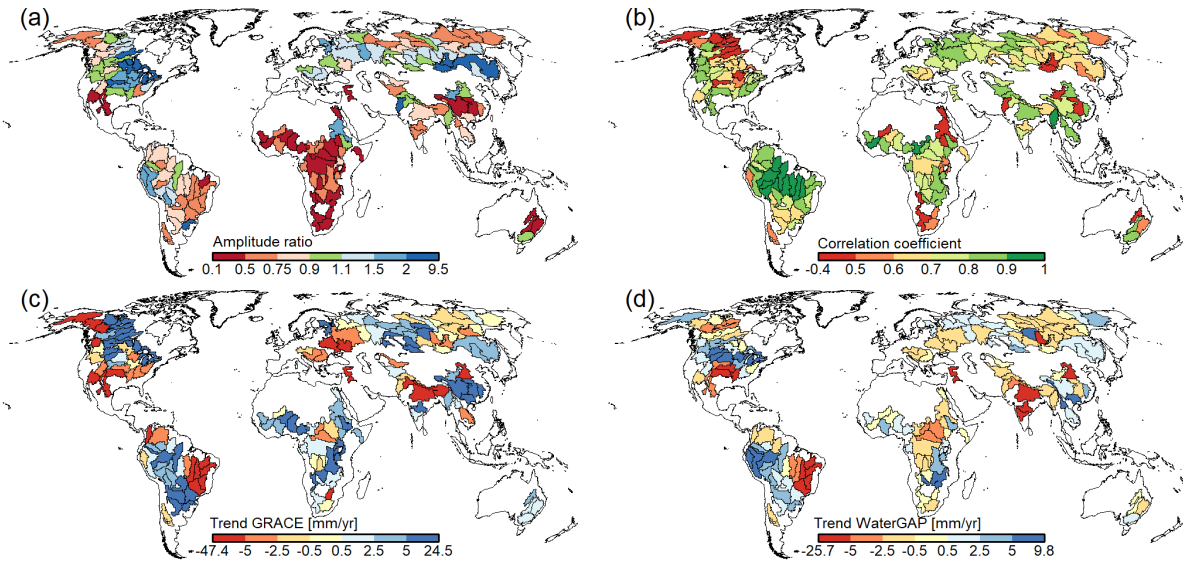 (a)
Amplitude ratio
0.1 0.5 0.75 0.9 1.1 1.5 2 9.5
(b)
Correlation coefficient
-0.4 0.5 0.6 0.7 0.8 0.9 1
(c)
Trend GRACE [mm/yr]
-47.4 -5 -2.5 -0.5 0.5 2.5 5 24.5
(d)
Trend WaterGAP [mm/yr]
-25.7 -5 -2.5 -0.5 0.5 2.5 5 9.8